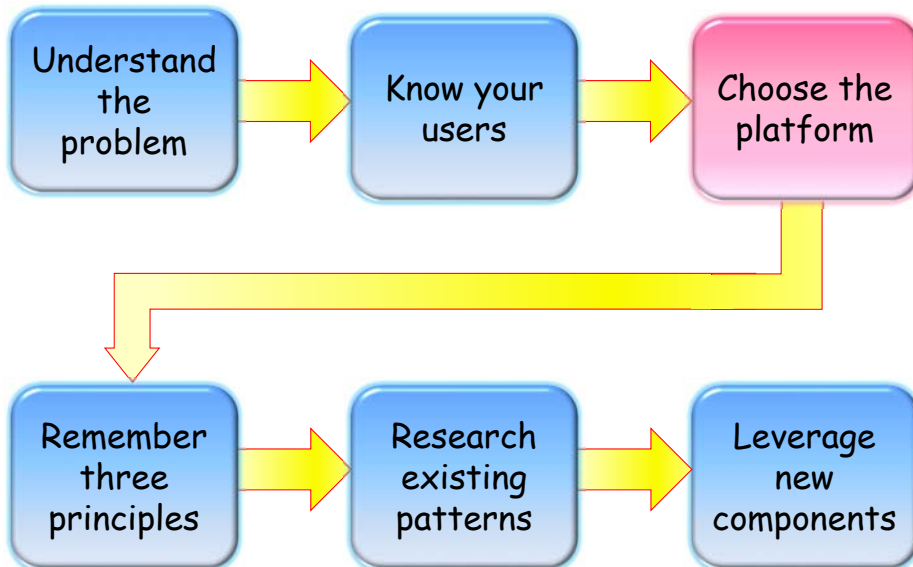 Understand
the
problem
Know your
users
Choose the
platform
Remember
three
principles
Research
existing
patterns
Leverage
new
components